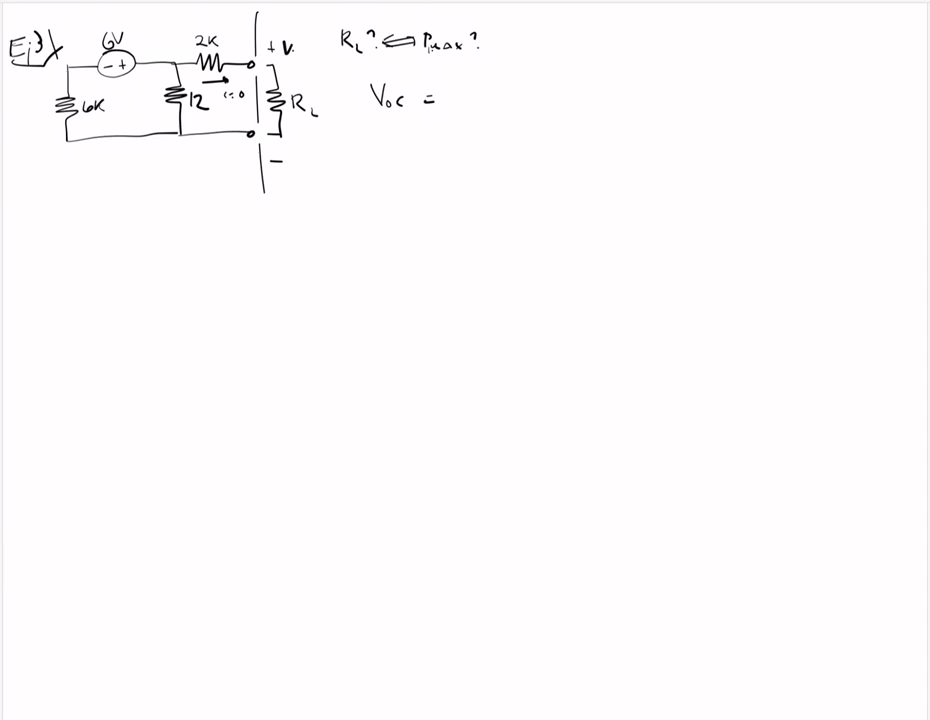 Ej3)
6V
2K
+ V.
R_L? ⟺ P_MAX?
6K
12
i=0
R_L
V_OC =
-